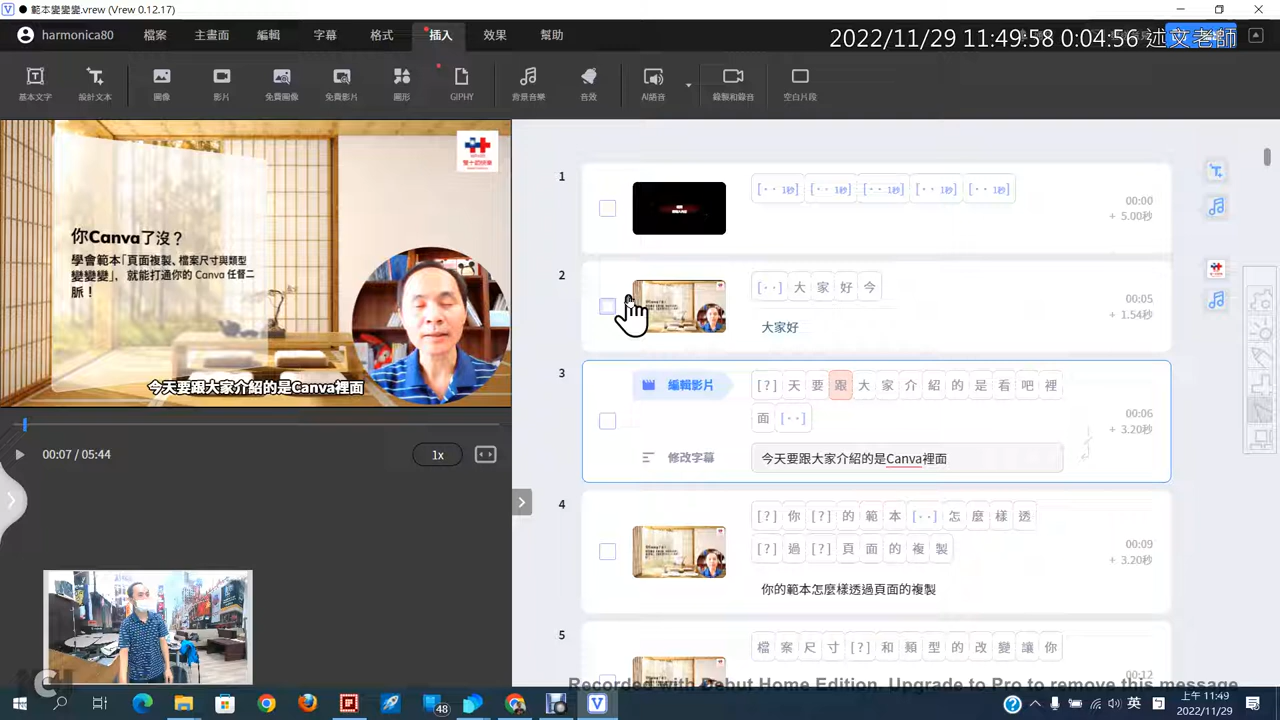 範本變變變.vrew (Vrew 0.12.17)
harmonica80
檔案
主畫面
編輯
字幕
格式
插入
效果
幫助
2022/11/29 11:49:58 0:04:56 述文老師
基本文字
設計文本
圖像
影片
免費圖像
免費影片
圖形
GIPHY
背景音樂
音效
AI語音
錄製和錄音
空白片段
你Canva了沒？
學會範本「頁面複製、檔案尺寸與類型
變變變」，就能打通你的 Canva 任督二
脈！
今天要跟大家介紹的是Canva裡面
00:07 / 05:44
1x
1
[·· 1秒] [·· 1秒] [·· 1秒] [·· 1秒] [·· 1秒]
00:00
+ 5.00秒
2
[··] 大 家 好 今
大家好
00:05
+ 1.54秒
3
編輯影片
[?] 天 要 跟 大 家 介 紹 的 是 看 吧 裡
面 [··]
00:06
+ 3.20秒
修改字幕
今天要跟大家介紹的是Canva裡面
4
[?] 你 [?] 的 範 本 [··] 怎 麼 樣 透
[?] 過 [?] 頁 面 的 複 製
00:09
+ 3.20秒
你的範本怎麼樣透過頁面的複製
5
檔 案 尺 寸 [?] 和 類 型 的 改 變 讓 你
00:12
Recorded with Debut Home Edition. Upgrade to Pro to remove this message
48
英
上午 11:49
2022/11/29